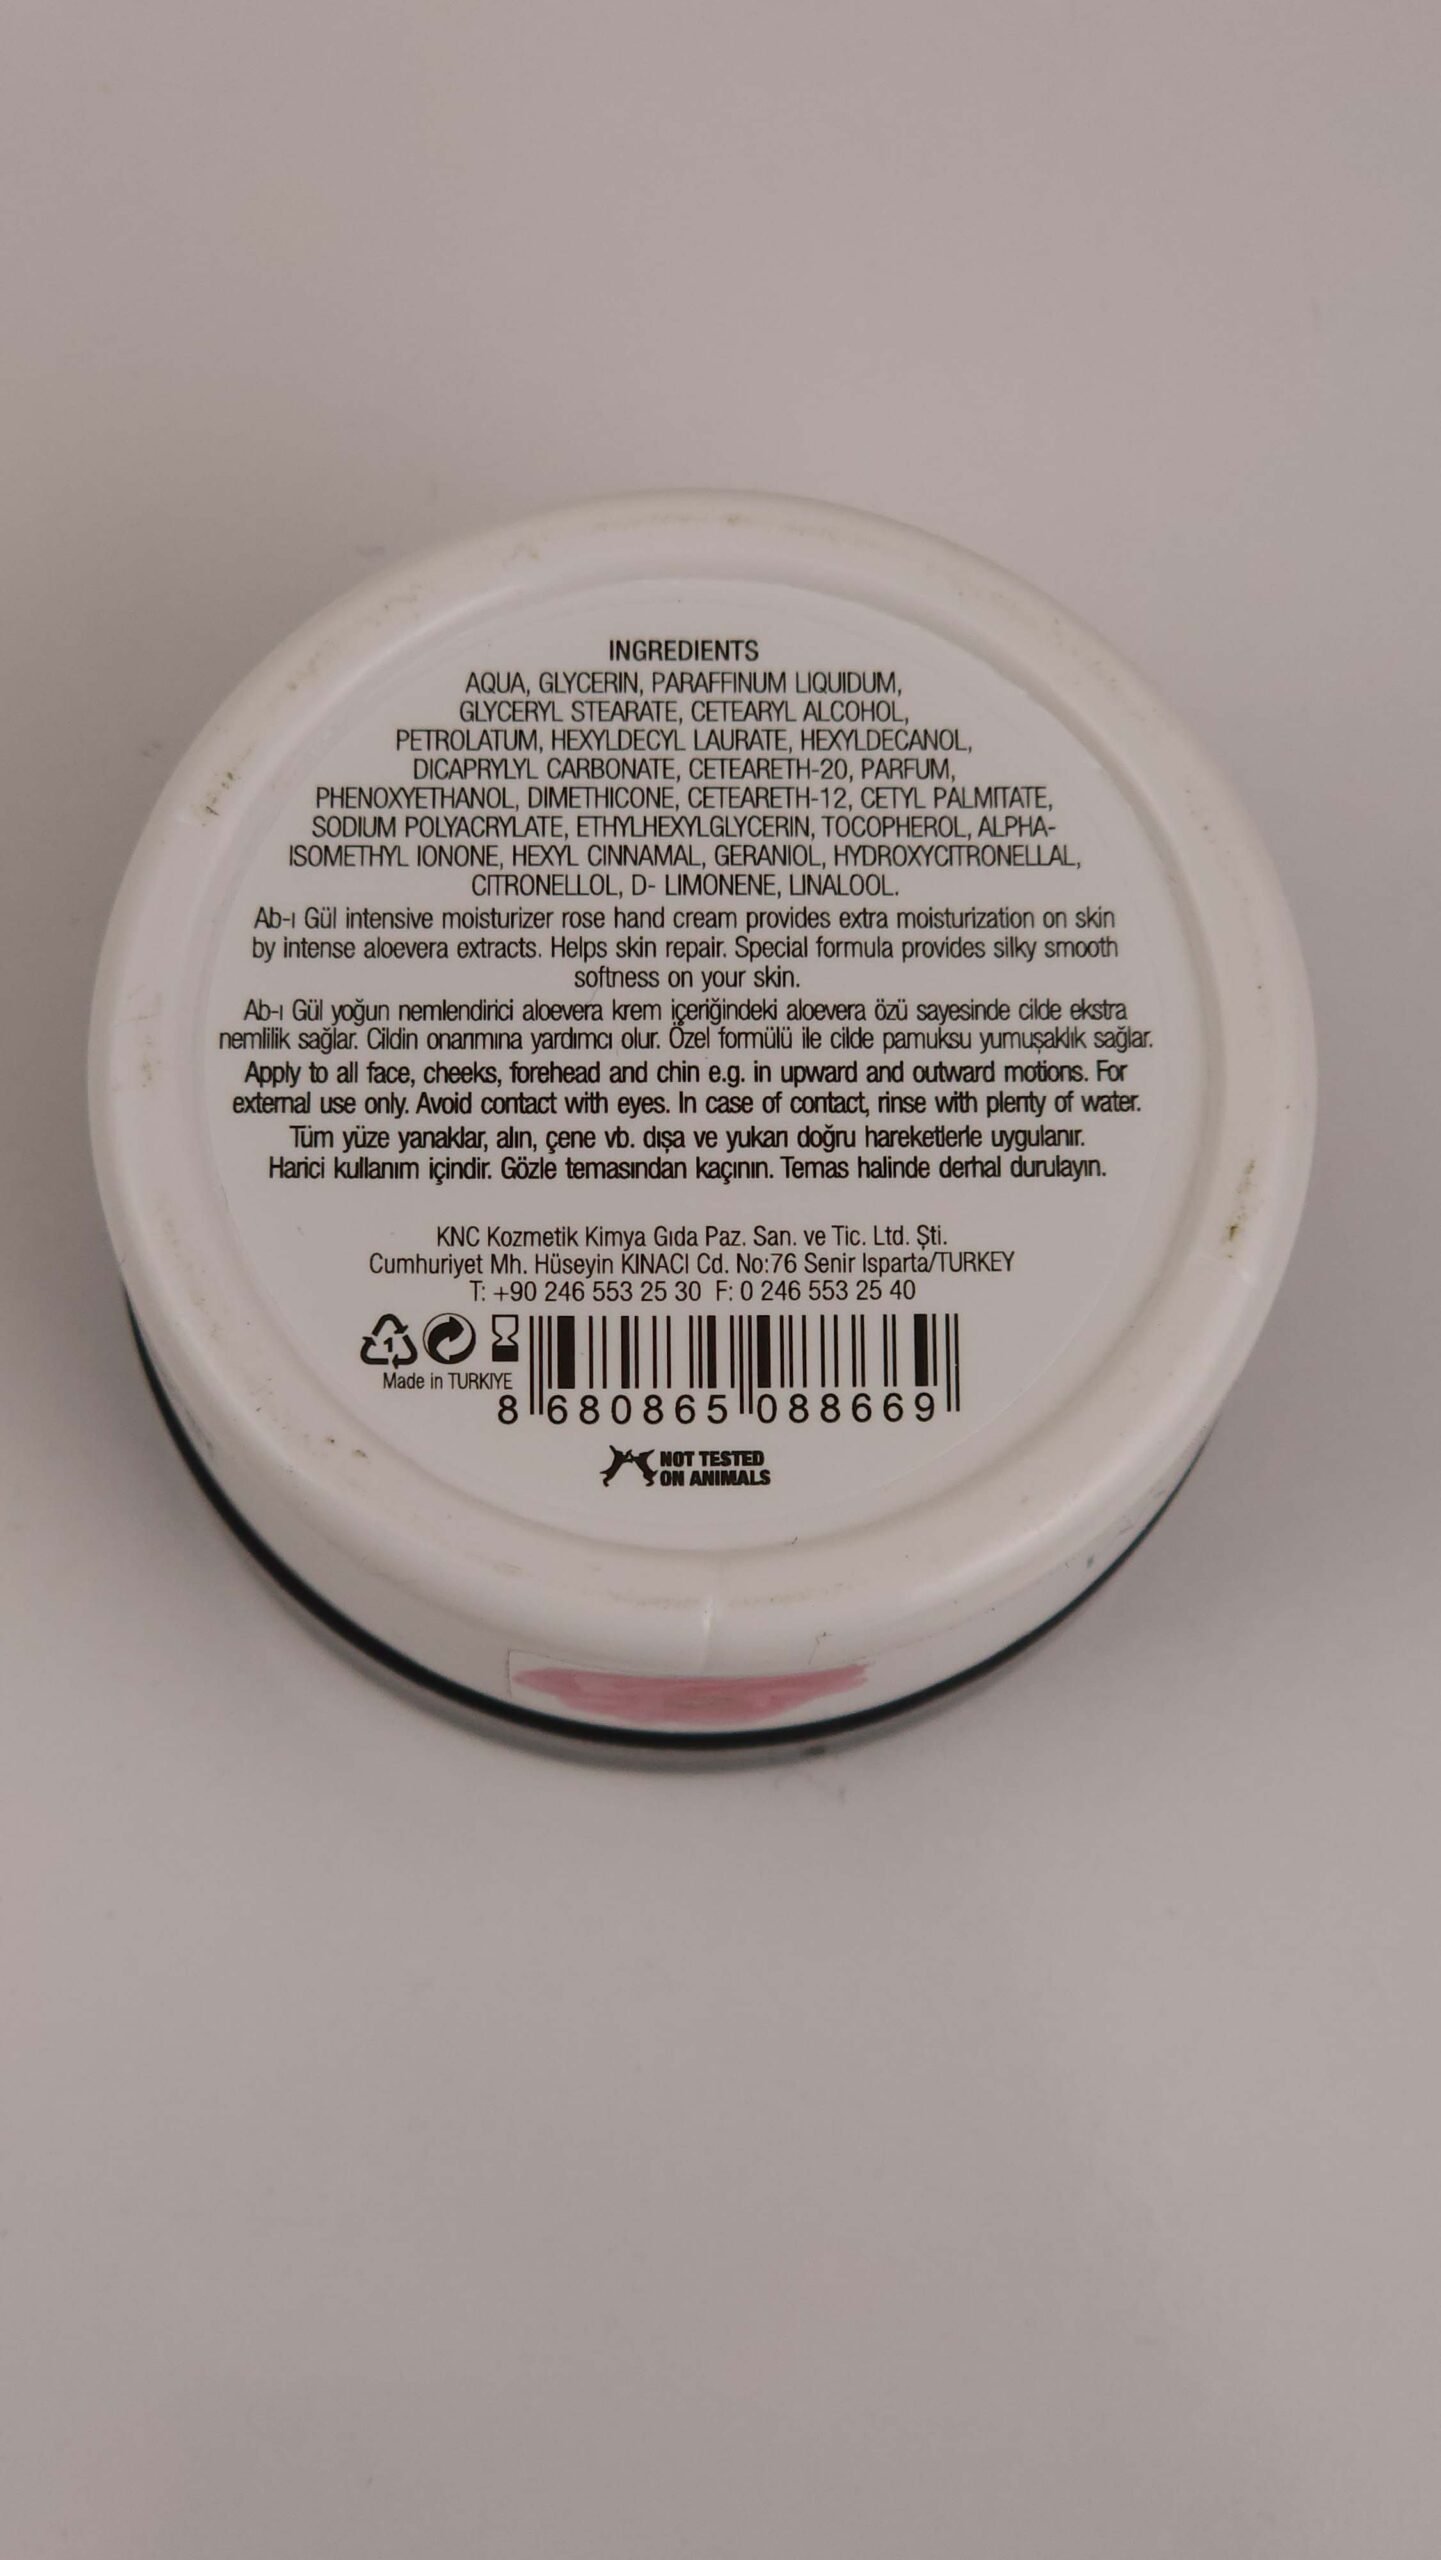 INGREDIENTS
AQUA, GLYCERIN, PARAFFINUM LIQUIDUM,
GLYCERYL STEARATE, CETEARYL ALCOHOL,
PETROLATUM, HEXYLDECYL LAURATE, HEXYLDECANOL,
DICAPRYLYL CARBONATE, CETEARETH-20, PARFUM,
PHENOXYETHANOL, DIMETHICONE, CETEARETH-12, CETYL PALMITATE,
SODIUM POLYACRYLATE, ETHYLHEXYLGLYCERIN, TOCOPHEROL, ALPHA-
ISOMETHYL IONONE, HEXYL CINNAMAL, GERANIOL, HYDROXYCITRONELLAL,
CITRONELLOL, D- LIMONENE, LINALOOL.
Ab-ı Gül intensive moisturizer rose hand cream provides extra moisturization on skin
by intense aloevera extracts. Helps skin repair. Special formula provides silky smooth
softness on your skin.
Ab-ı Gül yoğun nemlendirici aloevera krem içeriğindeki aloevera özü sayesinde cilde ekstra
nemlilik sağlar. Cildin onarımına yardımcı olur. Özel formülü ile cilde pamuksu yumuşaklık sağlar.
Apply to all face, cheeks, forehead and chin e.g. in upward and outward motions. For
external use only. Avoid contact with eyes. In case of contact, rinse with plenty of water.
Tüm yüze yanaklar, alın, çene vb. dışa ve yukarı doğru hareketlerle uygulanır.
Harici kullanım içindir. Gözle temasından kaçının. Temas halinde derhal durulayın.
KNC Kozmetik Kimya Gıda Paz. San. ve Tic. Ltd. Şti.
Cumhuriyet Mh. Hüseyin KINACI Cd. No:76 Senir Isparta/TURKEY
T: +90 246 553 25 30 F: 0 246 553 25 40
1
Made in TURKIYE
8 680865 088669
NOT TESTED
ON ANIMALS